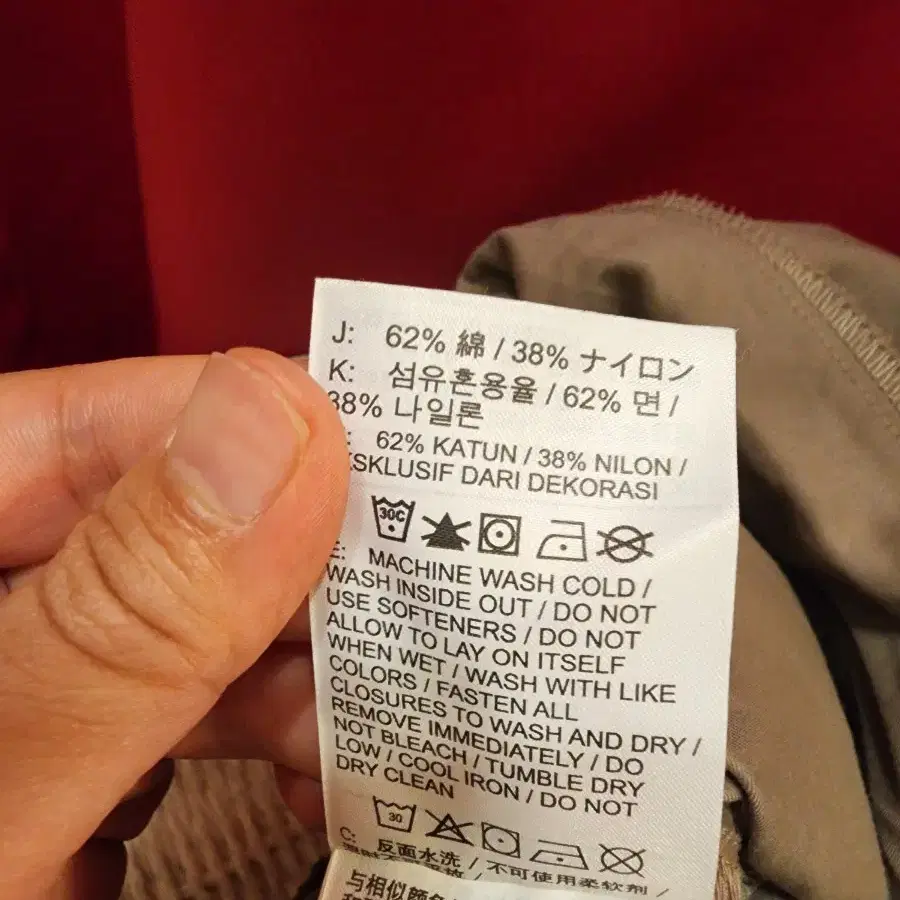 J: 62% 綿 / 38% ナイロン
K: 섬유혼용율 / 62% 면 /
38% 나일론
62% KATUN / 38% NILON /
EKSKLUSIF DARI DEKORASI
30C
E: MACHINE WASH COLD /
WASH INSIDE OUT / DO NOT
USE SOFTENERS / DO NOT
ALLOW TO LAY ON ITSELF
WHEN WET / WASH WITH LIKE
COLORS / FASTEN ALL
CLOSURES TO WASH AND DRY /
REMOVE IMMEDIATELY / DO
NOT BLEACH / TUMBLE DRY
LOW / COOL IRON / DO NOT
DRY CLEAN
30
C: 反面水洗 / 不可使用柔软剂 /
与相似颜色